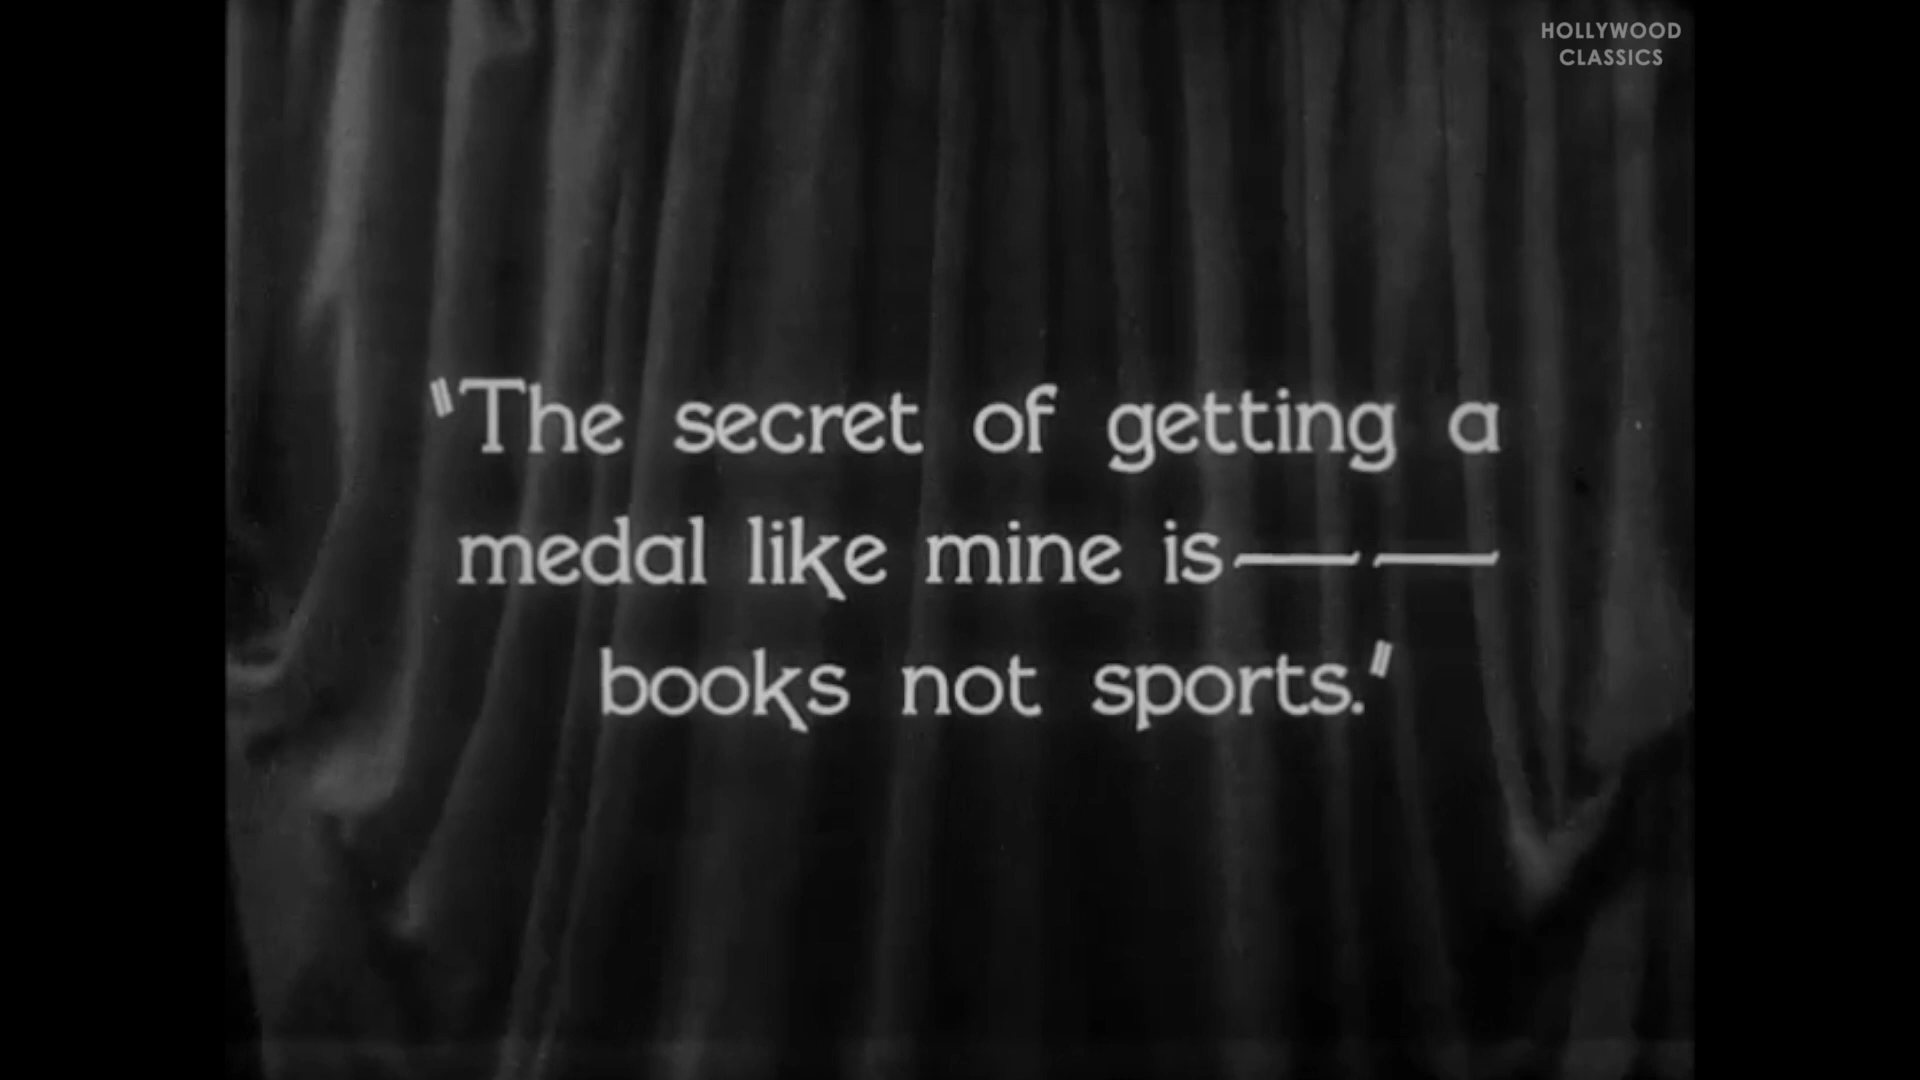 HOLLYWOOD
CLASSICS
"The secret of getting a
medal like mine is — —
books not sports."